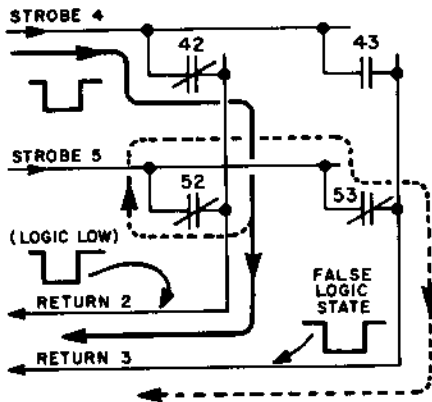 STROBE 4
42
43
STROBE 5
52
53
(LOGIC LOW)
FALSE
LOGIC
STATE
RETURN 2
RETURN 3